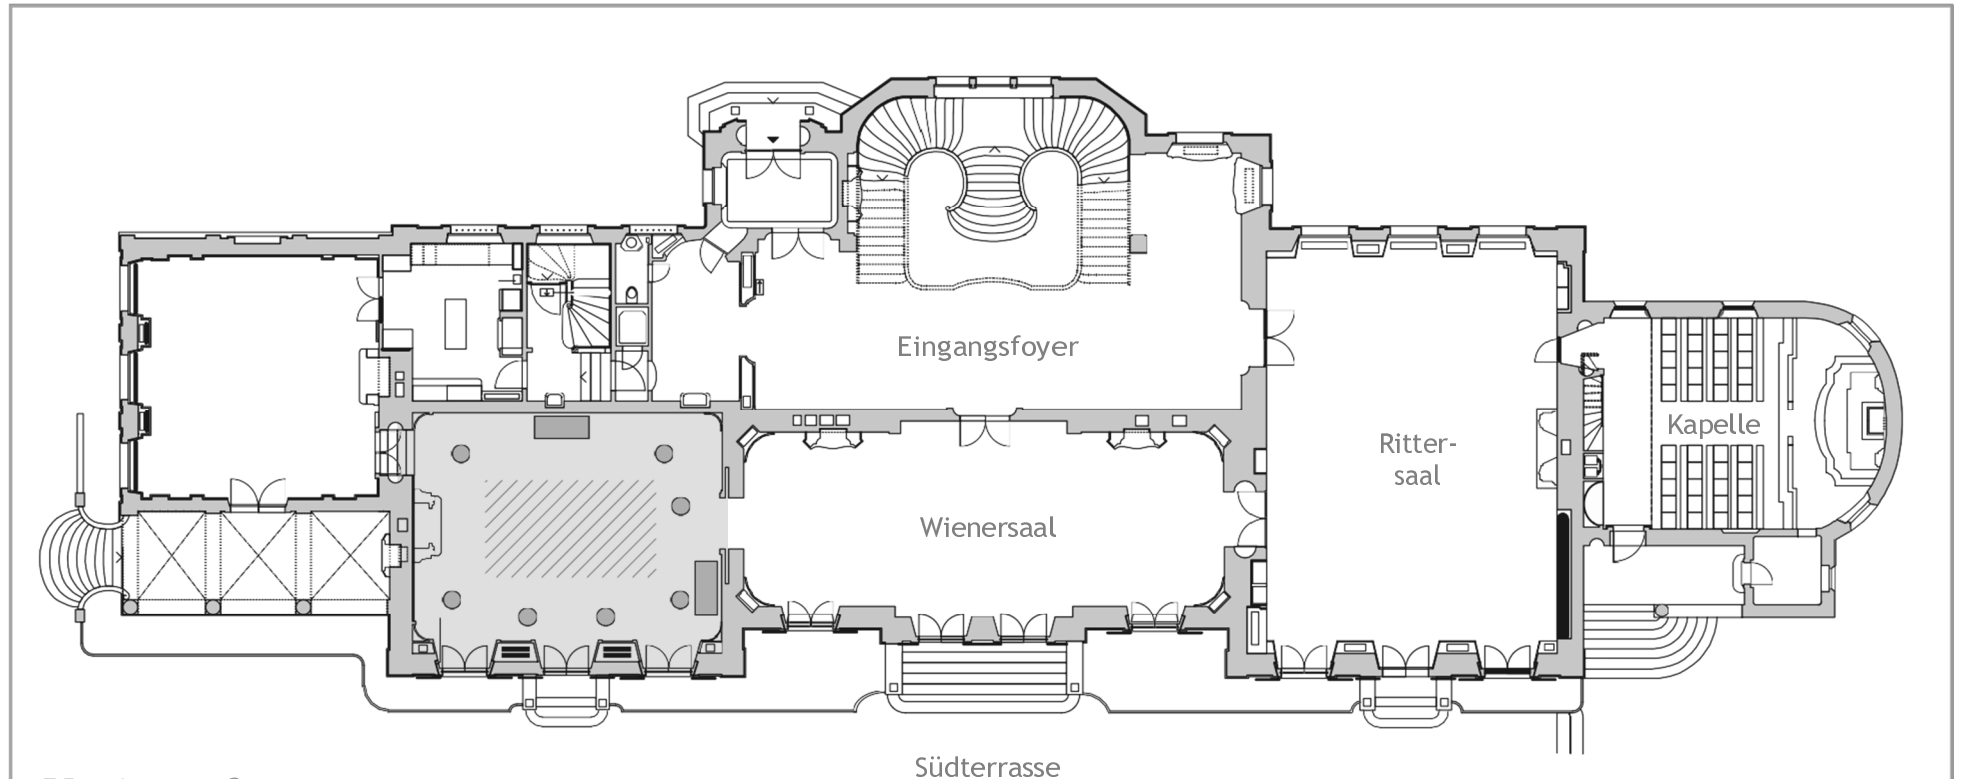 Eingangsfoyer
Kapelle
Ritter-
saal
Wienersaal
Südterrasse